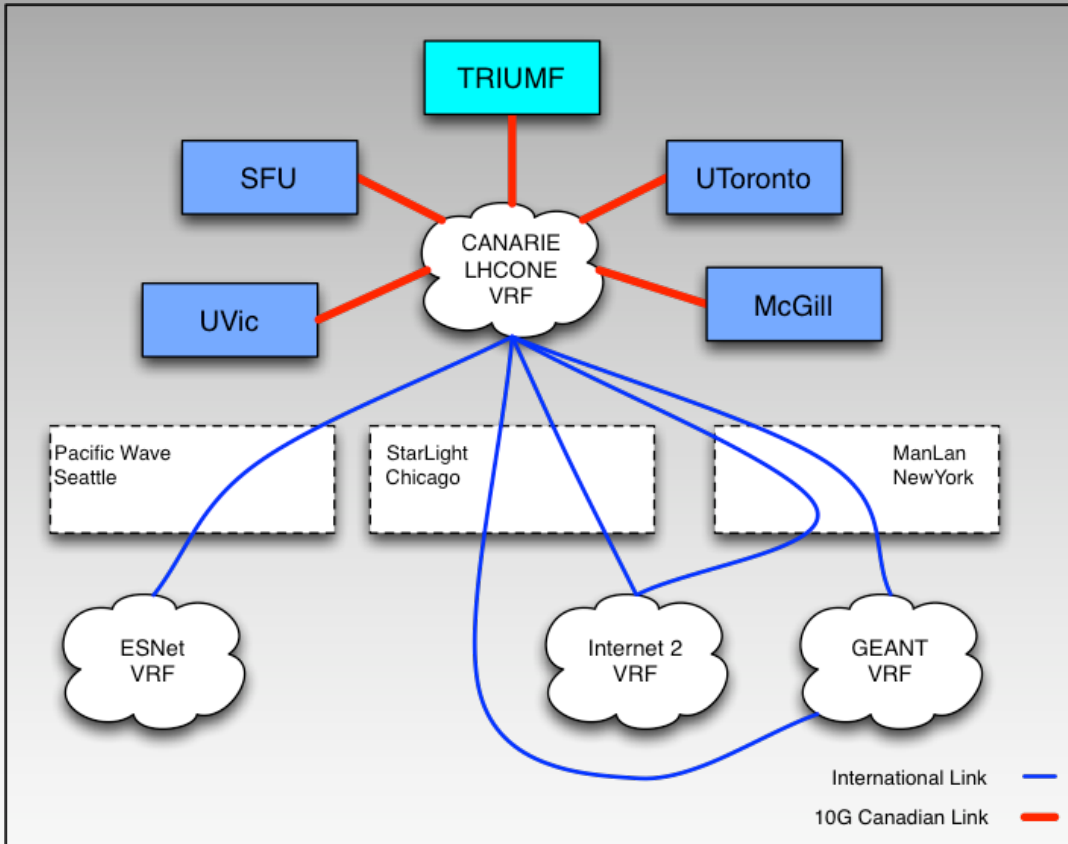 TRIUMF
SFU
UToronto
CANARIE
LHCONE
VRF
UVic
McGill
Pacific Wave
Seattle
StarLight
Chicago
ManLan
NewYork
ESNet
VRF
Internet 2
VRF
GEANT
VRF
International Link
10G Canadian Link